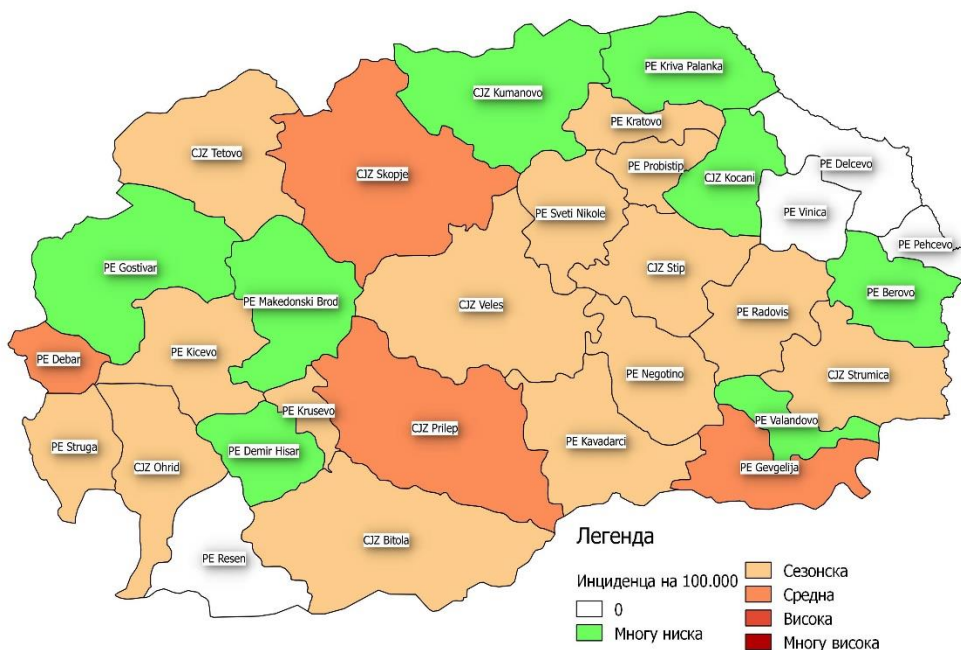 PE Kriva Palanka
CJZ Kumanovo
PE Kratovo
CJZ Tetovo
PE Probistip
PE Delcevo
CJZ Skopje
CJZ Kocani
PE Sveti Nikole
PE Vinica
PE Pehcevo
PE Gostivar
CJZ Stip
PE Makedonski Brod
PE Berovo
CJZ Veles
PE Radovis
PE Debar
PE Kicevo
PE Negotino
CJZ Strumica
PE Krusevo
PE Valandovo
CJZ Prilep
PE Struga
PE Demir Hisar
PE Kavadarci
CJZ Ohrid
PE Gevgelija
CJZ Bitola
PE Resen
Легенда
Инциденца на 100.000
0
Многу ниска
Сезонска
Средна
Висока
Многу висока